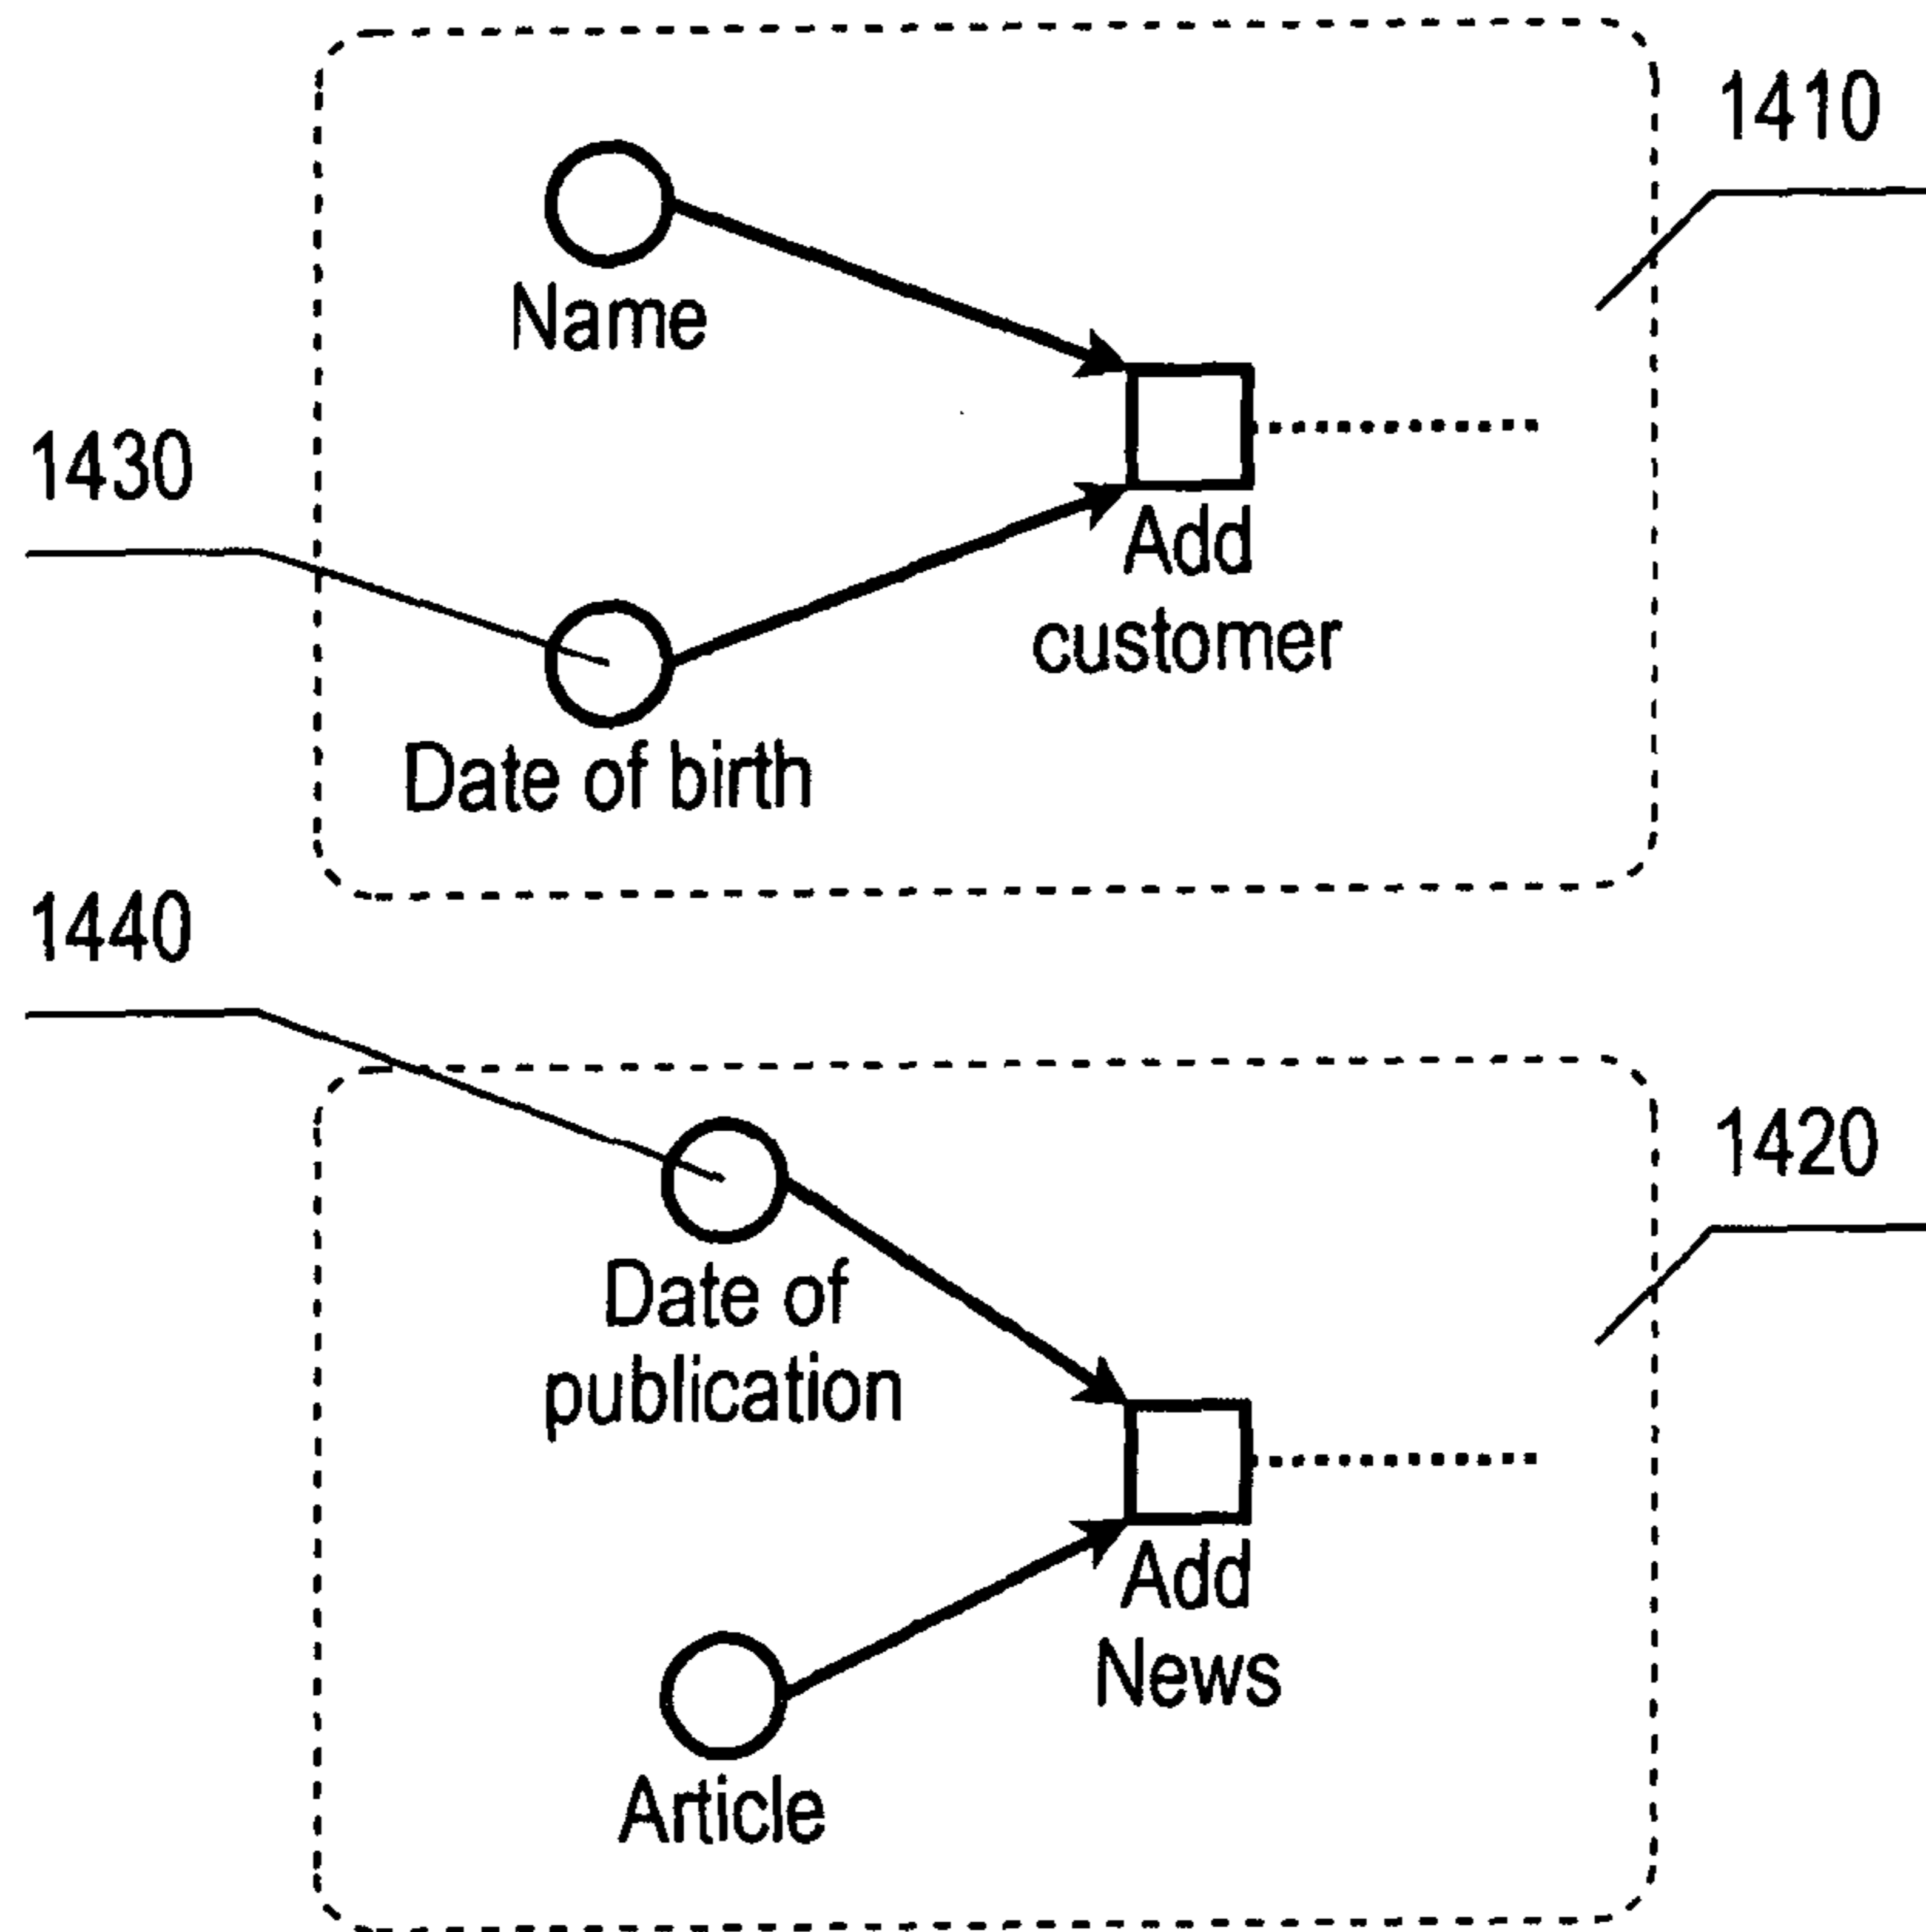 1410
Name
1430
Add
customer
Date of birth
1440
1420
Date of
publication
Add
News
Article